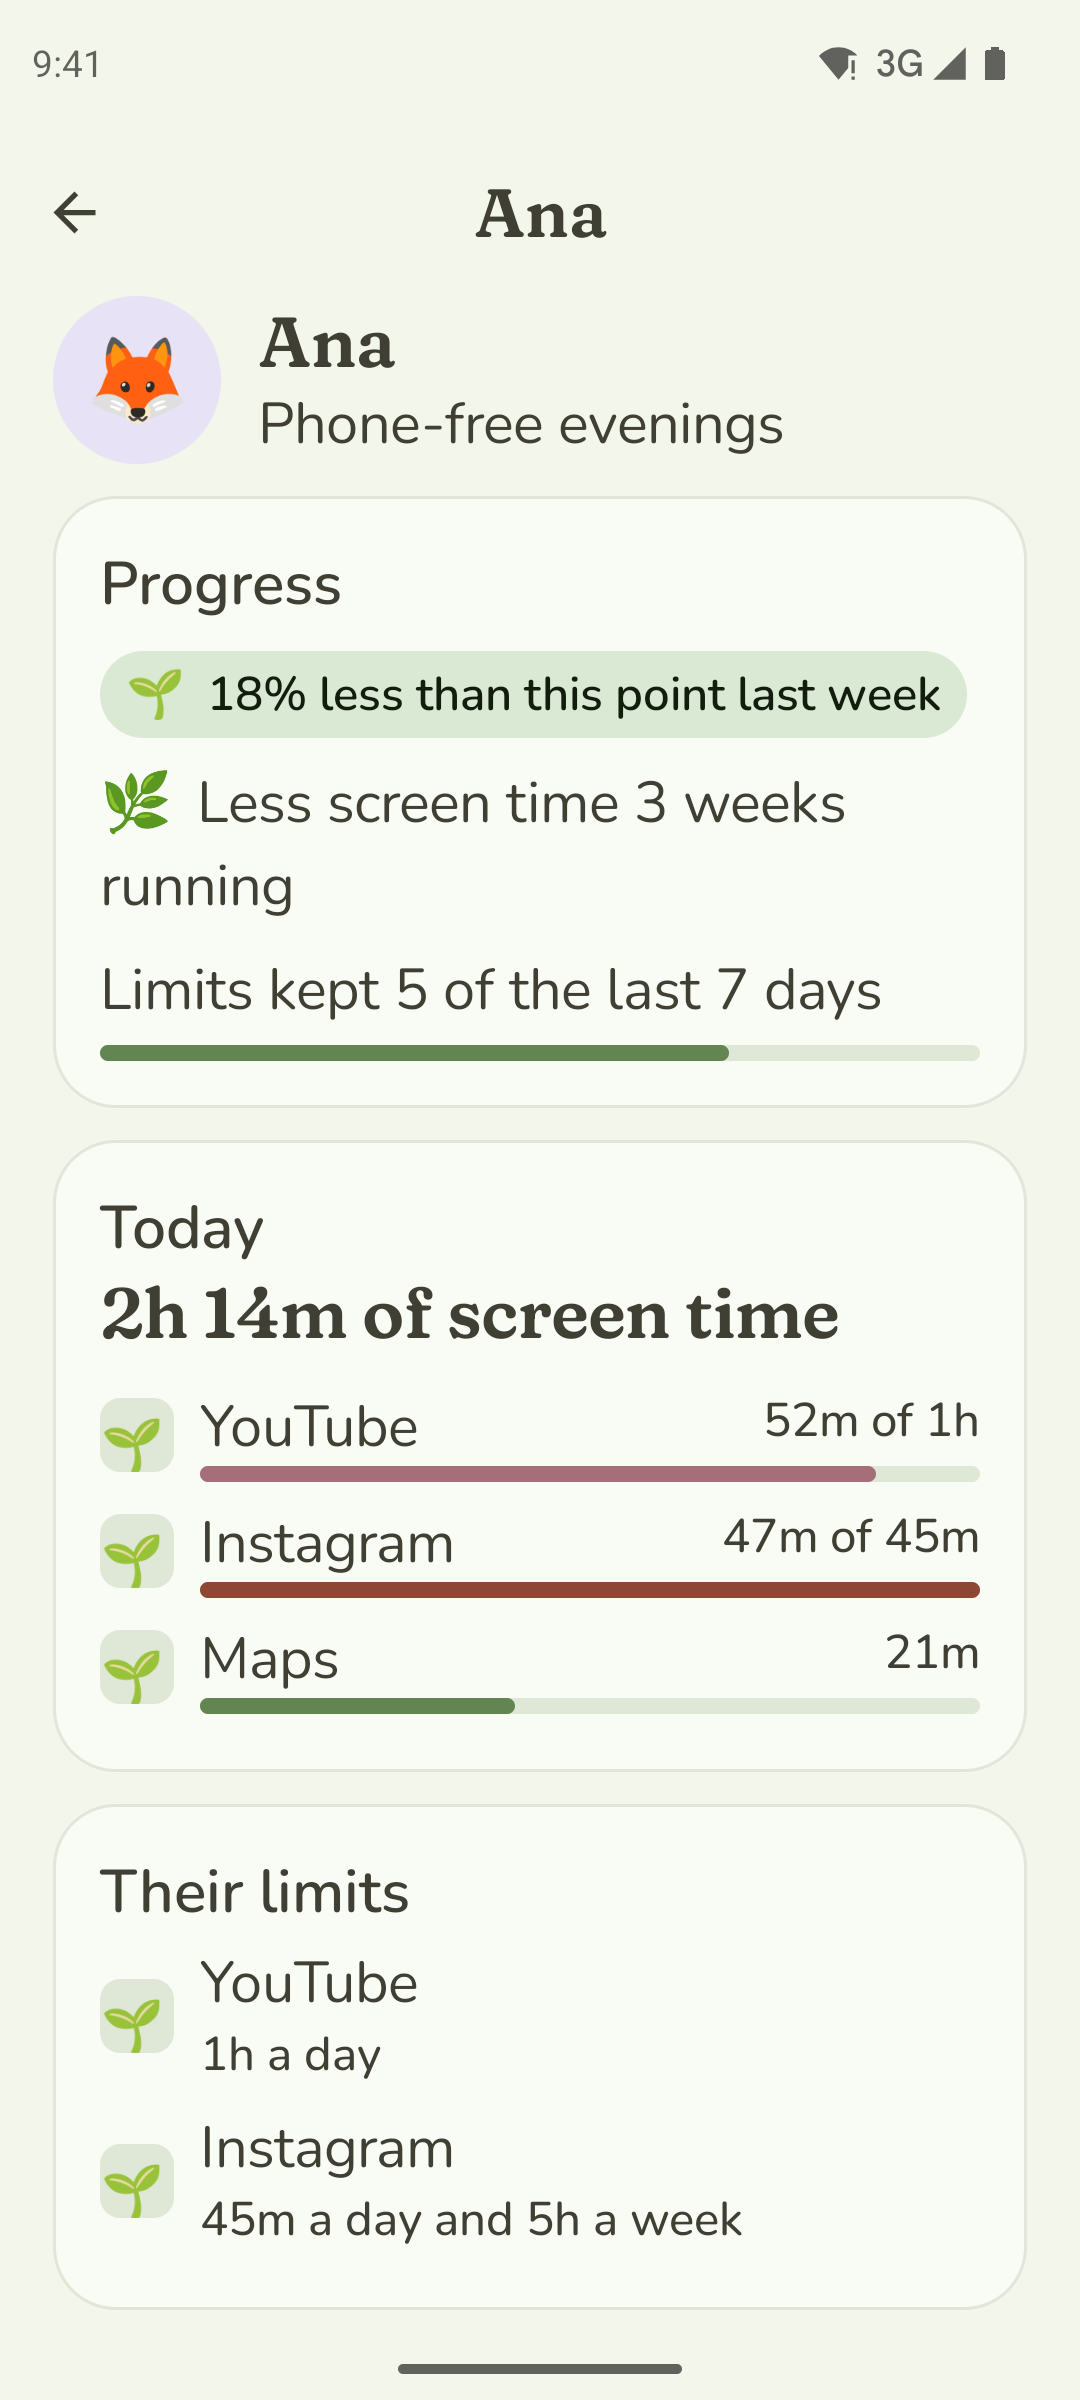 9:41
3G
Ana
Ana
Phone-free evenings
Progress
18% less than this point last week
Less screen time 3 weeks
running
Limits kept 5 of the last 7 days
Today
2h 14m of screen time
YouTube 52m of 1h
Instagram 47m of 45m
Maps 21m
Their limits
YouTube
1h a day
Instagram
45m a day and 5h a week